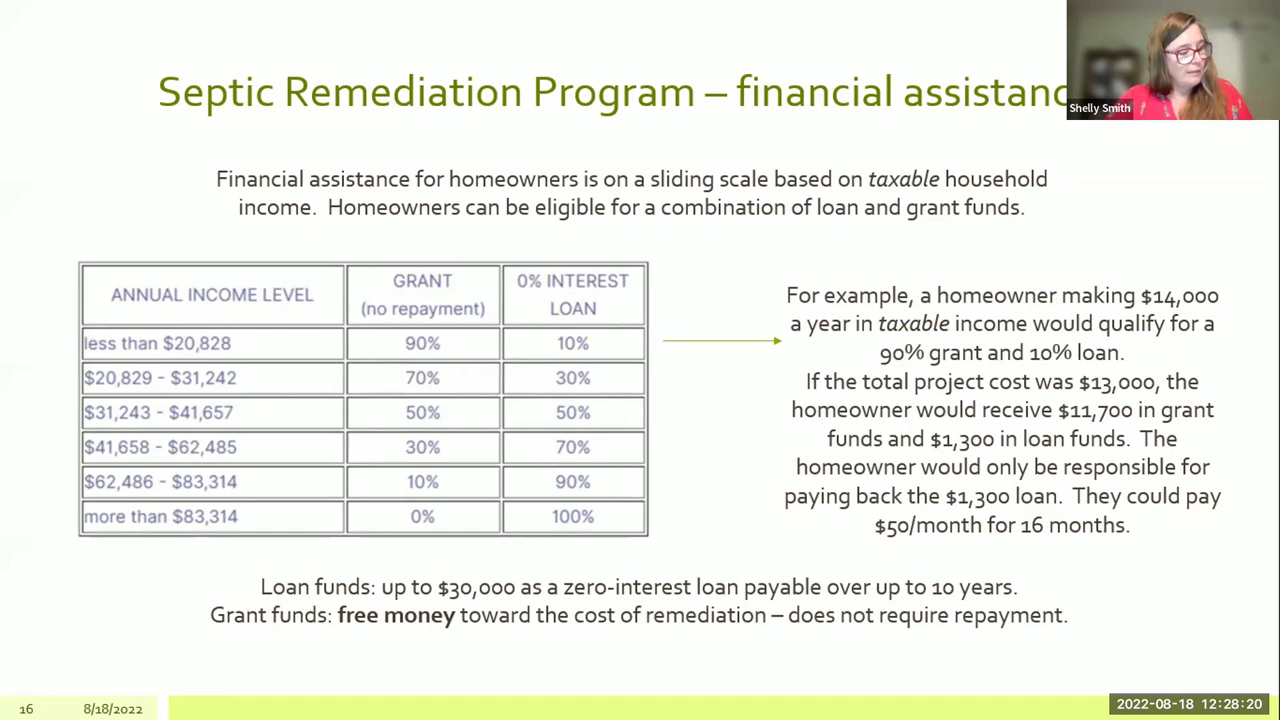 Septic Remediation Program – financial assistanc
Shelly Smith
Financial assistance for homeowners is on a sliding scale based on taxable household
income. Homeowners can be eligible for a combination of loan and grant funds.
ANNUAL INCOME LEVEL
GRANT
(no repayment)
0% INTEREST
LOAN
less than $20,828 90% 10%
$20,829 - $31,242 70% 30%
$31,243 - $41,657 50% 50%
$41,658 - $62,485 30% 70%
$62,486 - $83,314 10% 90%
more than $83,314 0% 100%
For example, a homeowner making $14,000
a year in taxable income would qualify for a
90% grant and 10% loan.
If the total project cost was $13,000, the
homeowner would receive $11,700 in grant
funds and $1,300 in loan funds. The
homeowner would only be responsible for
paying back the $1,300 loan. They could pay
$50/month for 16 months.
Loan funds: up to $30,000 as a zero-interest loan payable over up to 10 years.
Grant funds: free money toward the cost of remediation – does not require repayment.
16 8/18/2022
2022-08-18 12:28:20